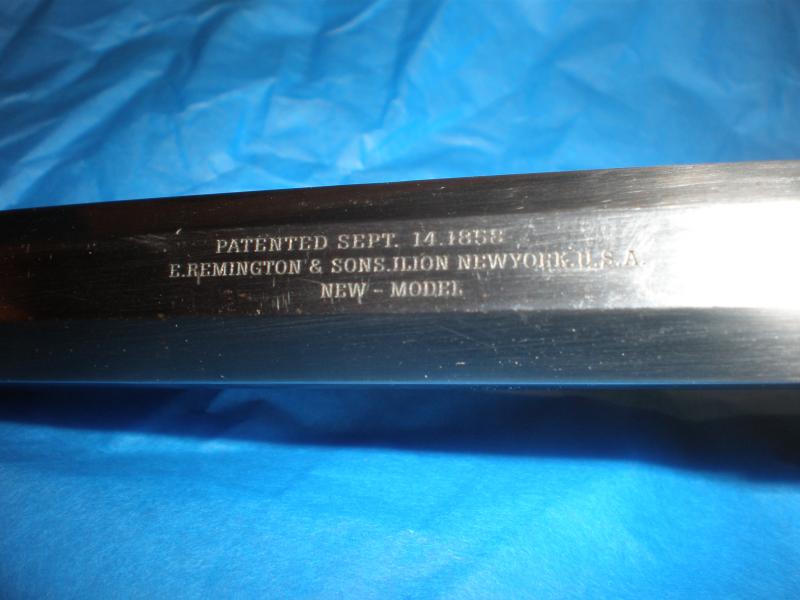 PATENTED SEPT. 14.1858
E.REMINGTON & SONS.ILION NEWYORK.U.S.A.
NEW - MODEL